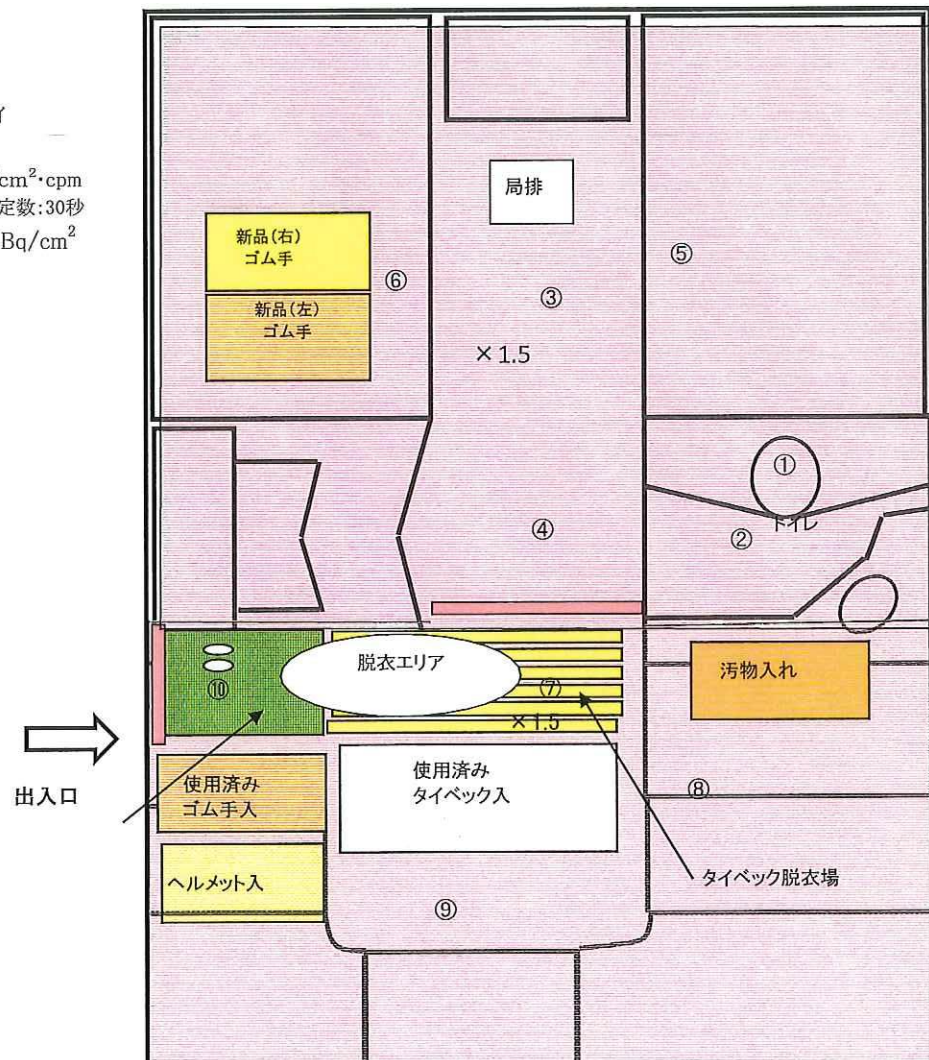 イ
cm²・cpm
定数:30秒
Bq/cm²
局排
新品(右)
ゴム手
⑥
新品(左)
ゴム手
③
⑤
×1.5
①
トイレ
④
②
脱衣エリア
⑩
⑦
×1.5
汚物入れ
出入口
使用済み
ゴム手入
使用済み
タイベック入
⑧
ヘルメット入
タイベック脱衣場
⑨